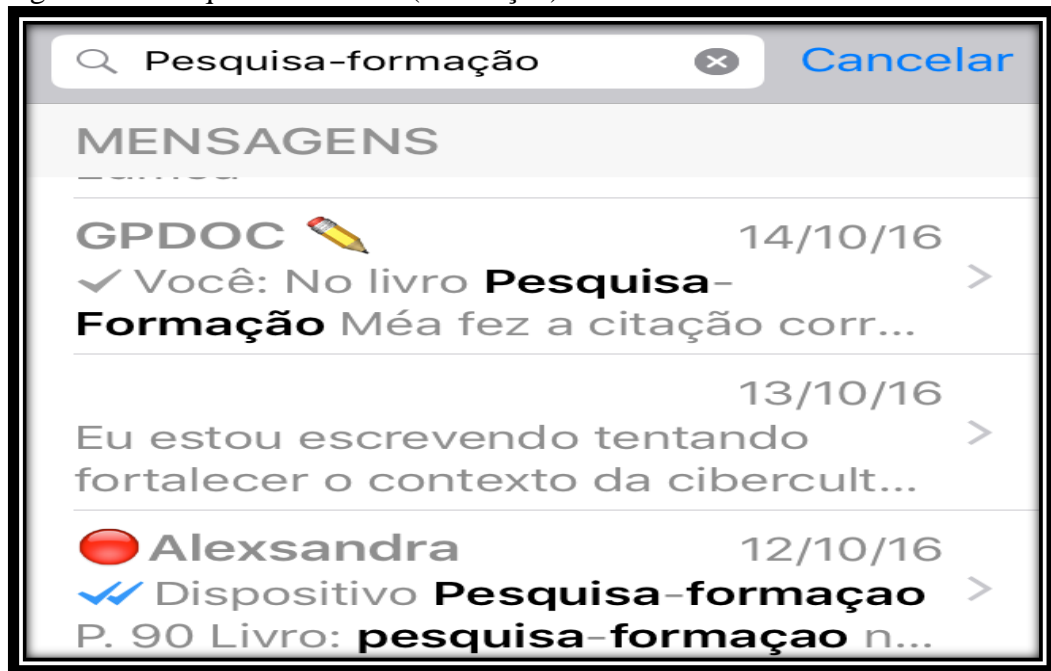 Pesquisa-formação
Cancelar
MENSAGENS
GPDOC
14/10/16
Você: No livro Pesquisa-
Formação Méa fez a citação corr...
13/10/16
Eu estou escrevendo tentando
fortalecer o contexto da cibercult...
Alexsandra
12/10/16
Dispositivo Pesquisa-formaçao
P. 90 Livro: pesquisa-formaçao n...